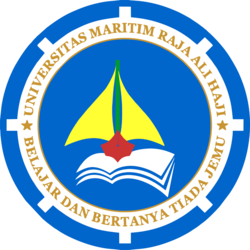 UNIVERSITAS MARITIM RAJA ALI HAJI
BELAJAR DAN BERTANYA TIADA JEMU